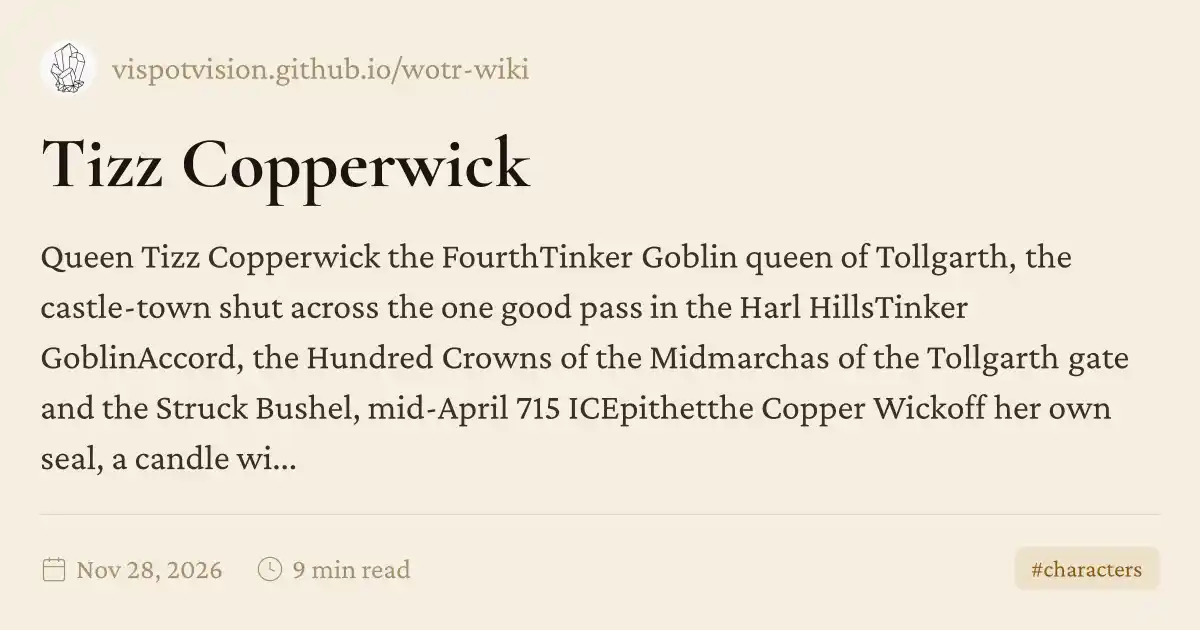 vispotvision.github.io/wotr-wiki
Tizz Copperwick
Queen Tizz Copperwick the FourthTinker Goblin queen of Tollgarth, the
castle-town shut across the one good pass in the Harl HillsTinker
GoblinAccord, the Hundred Crowns of the Midmarchas of the Tollgarth gate
and the Struck Bushel, mid-April 715 ICEpithetthe Copper Wickoff her own
seal, a candle wi...
Nov 28, 2026
9 min read
#characters